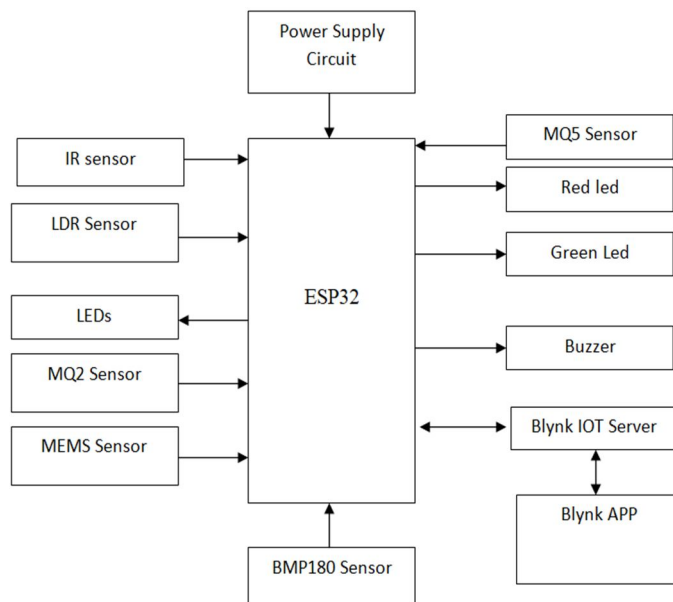 Power Supply
Circuit
IR sensor
MQ5 Sensor
Red led
LDR Sensor
Green Led
ESP32
LEDs
Buzzer
MQ2 Sensor
Blynk IOT Server
MEMS Sensor
Blynk APP
BMP180 Sensor